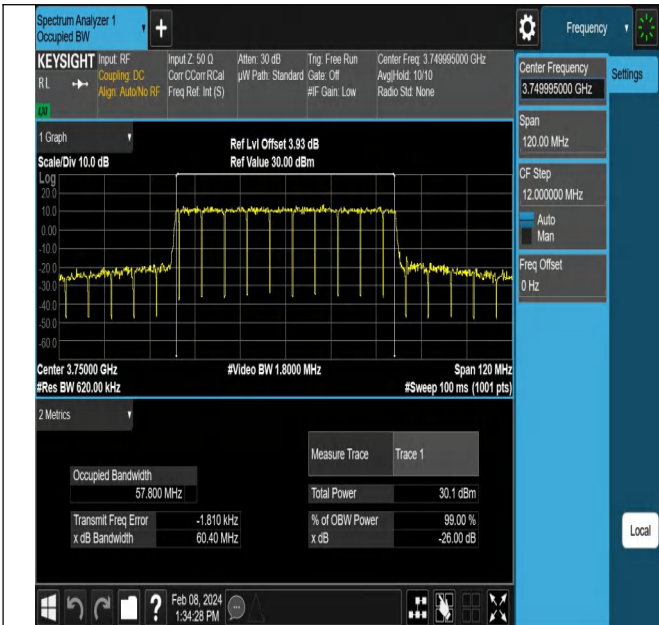 Spectrum Analyzer 1
Occupied BW
+
Frequency
KEYSIGHT
RL
LXI
Input: RF
Coupling: DC
Align: Auto/No RF
Input Z: 50 Ω
Corr CCorr RCal
Freq Ref: Int (S)
Atten: 30 dB
µW Path: Standard
Trig: Free Run
Gate: Off
#IF Gain: Low
Center Freq: 3.749995000 GHz
Avg|Hold: 10/10
Radio Std: None
Center Frequency
3.749995000 GHz
Settings
Span
120.00 MHz
CF Step
12.000000 MHz
Auto
Man
Freq Offset
0 Hz
1 Graph
Scale/Div 10.0 dB
Ref Lvl Offset 3.93 dB
Ref Value 30.00 dBm
Log
20.0
10.0
0.00
-10.0
-20.0
-30.0
-40.0
-50.0
-60.0
Center 3.75000 GHz
#Video BW 1.8000 MHz
Span 120 MHz
#Res BW 620.00 kHz
#Sweep 100 ms (1001 pts)
2 Metrics
Measure Trace Trace 1
Occupied Bandwidth
57.800 MHz
Total Power 30.1 dBm
Transmit Freq Error -1.810 kHz
% of OBW Power 99.00 %
x dB Bandwidth 60.40 MHz
x dB -26.00 dB
Local
?
Feb 08, 2024
1:34:28 PM